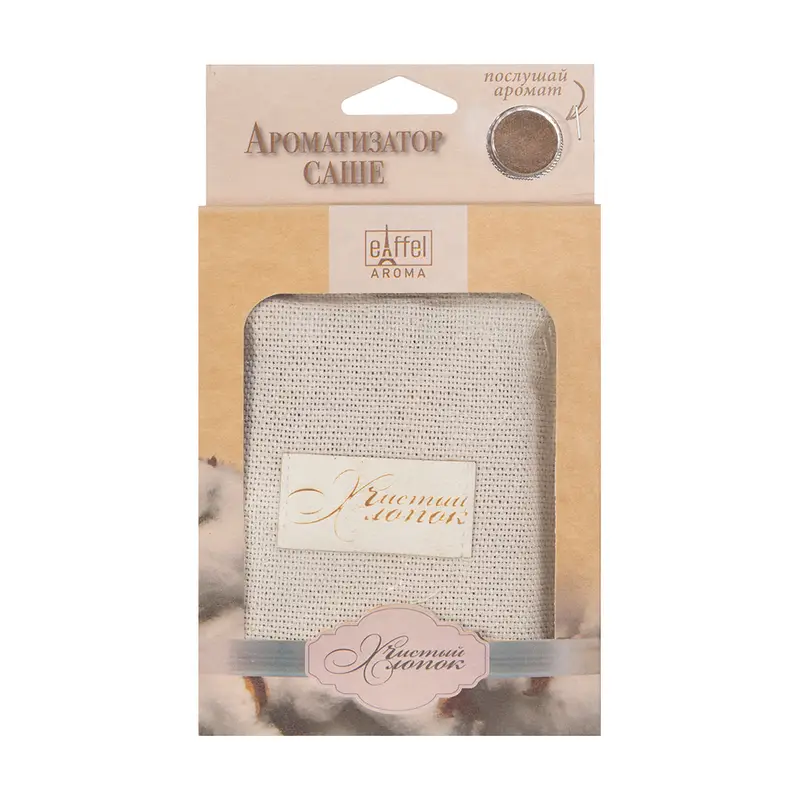 послушай
аромат
Ароматизатор
саше
eiffel
AROMA
Чистый
Хлопок
Чистый
Хлопок